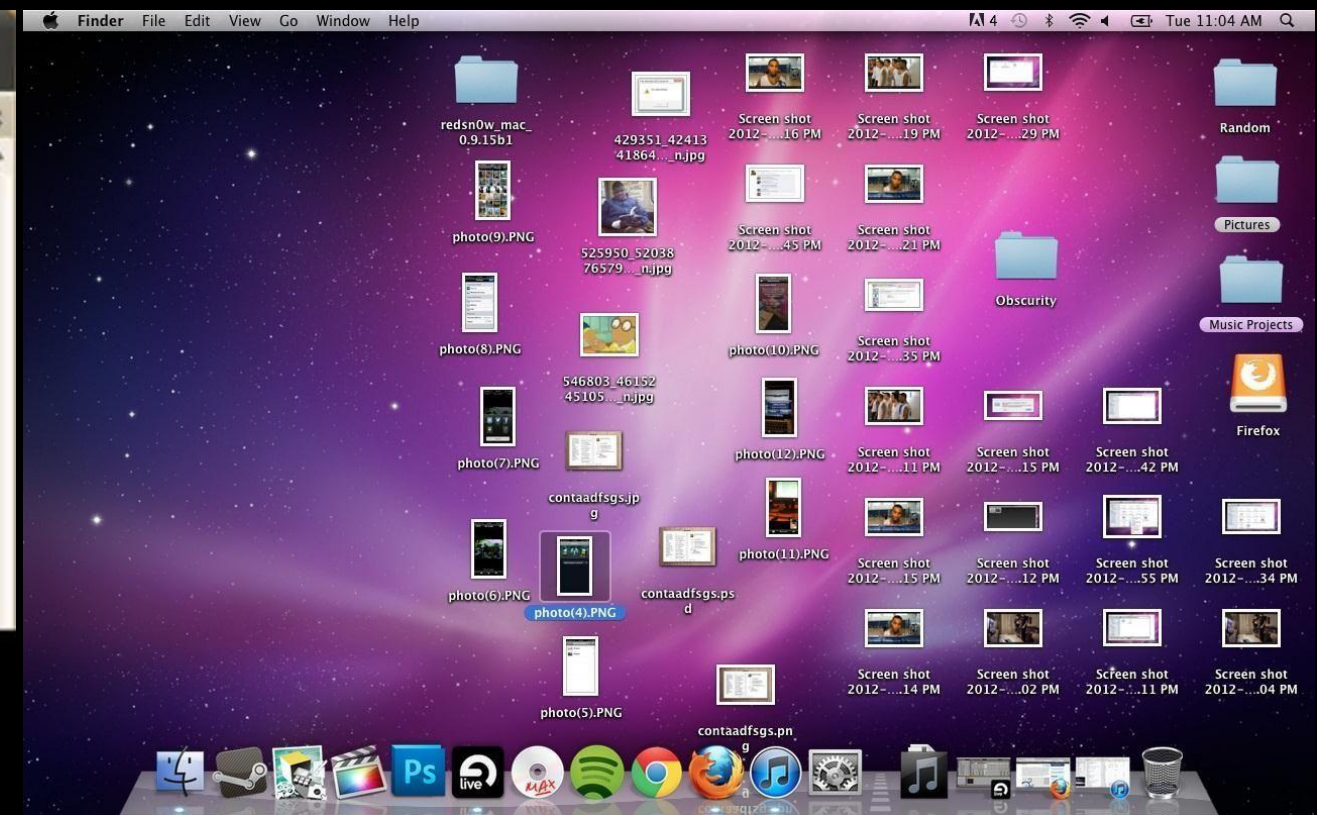 Finder File Edit View Go Window Help
4 Tue 11:04 AM
redsn0w_mac_
0.9.15b1
429351_42413
41864..._n.jpg
Screen shot
2012-....16 PM
Screen shot
2012-....19 PM
Screen shot
2012-....29 PM
Random
photo(9).PNG
525950_52038
76579..._n.jpg
Screen shot
2012-....45 PM
Screen shot
2012-....21 PM
Pictures
Obscurity
photo(8).PNG
photo(10).PNG
Screen shot
2012-....35 PM
Music Projects
546803_46152
45105..._n.jpg
Firefox
photo(7).PNG
photo(12).PNG
Screen shot
2012-....11 PM
Screen shot
2012-....15 PM
Screen shot
2012-....42 PM
contaadfsgs.jp
g
photo(11).PNG
Screen shot
2012-....15 PM
Screen shot
2012-....12 PM
Screen shot
2012-....55 PM
Screen shot
2012-....34 PM
photo(6).PNG
photo(4).PNG
contaadfsgs.ps
d
Screen shot
2012-....14 PM
Screen shot
2012-....02 PM
Screen shot
2012-....11 PM
Screen shot
2012-....04 PM
photo(5).PNG
contaadfsgs.pn
g
Ps
live
MAX